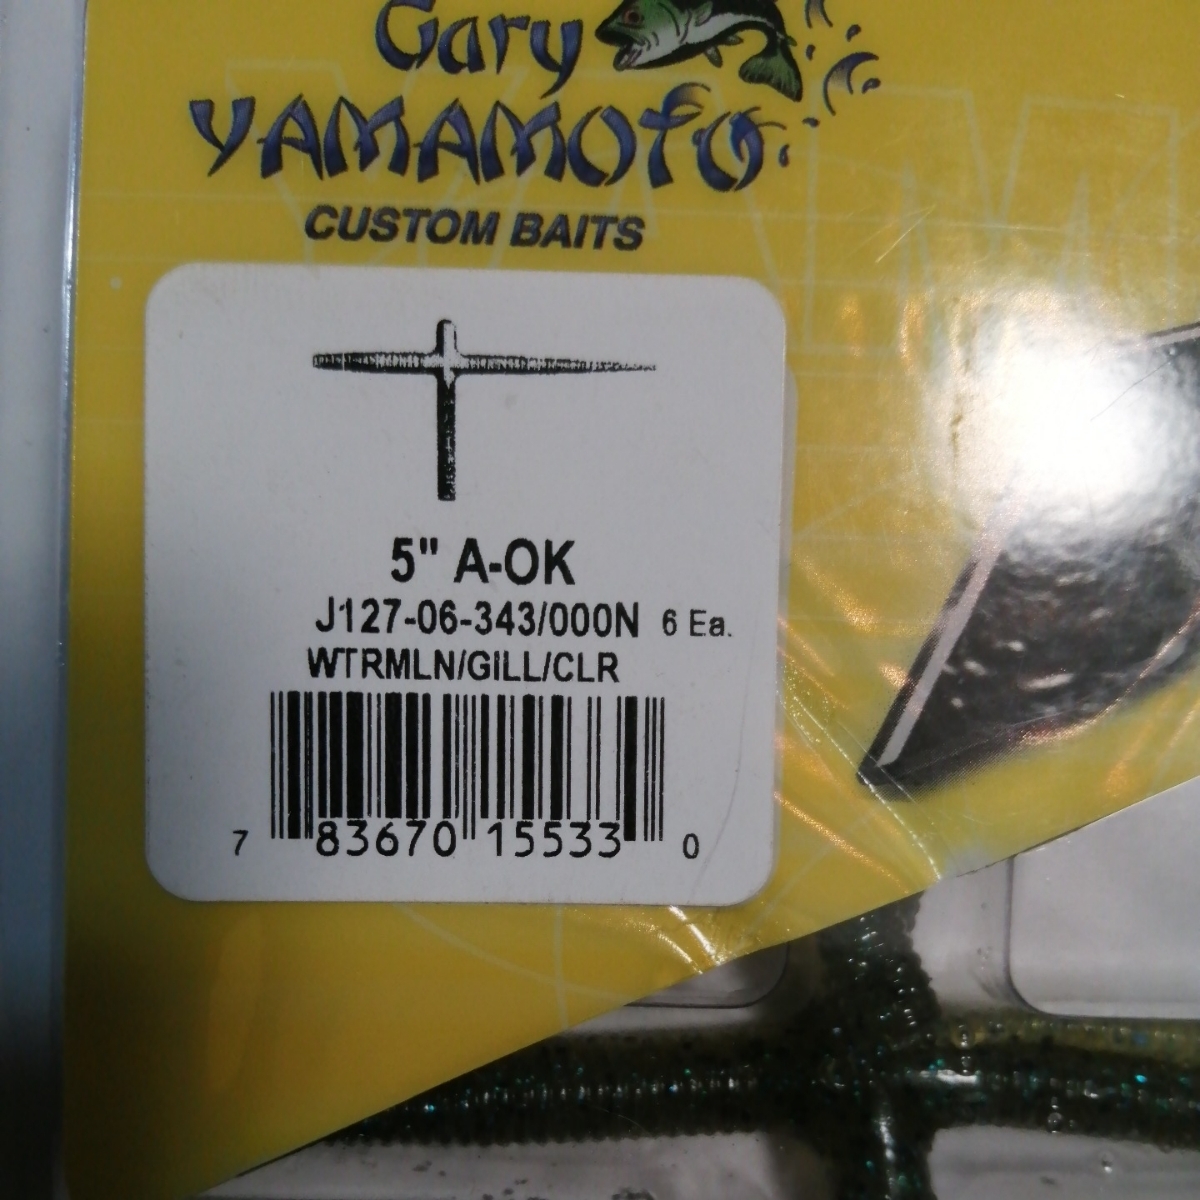 Gary
YAMAMOTO
CUSTOM BAITS
5" A-OK
J127-06-343/000N 6 Ea.
WTRMLN/GILL/CLR
7 83670 15533 0